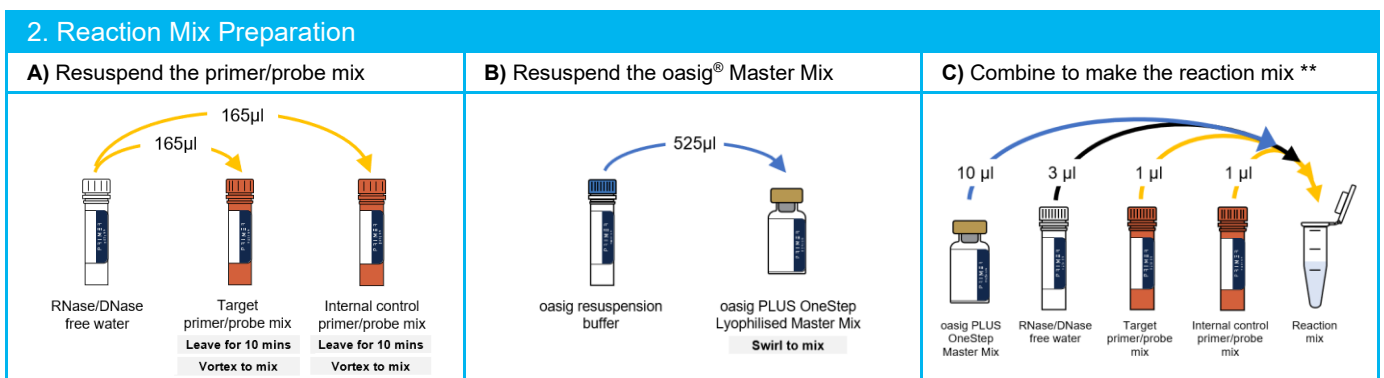 2. Reaction Mix Preparation
A) Resuspend the primer/probe mix
165µl
165µl
RNase/DNase
free water
Target
primer/probe mix
Leave for 10 mins
Vortex to mix
Internal control
primer/probe mix
Leave for 10 mins
Vortex to mix
B) Resuspend the oasig® Master Mix
525µl
oasig resuspension
buffer
oasig PLUS OneStep
Lyophilised Master Mix
Swirl to mix
C) Combine to make the reaction mix **
10 µl
3 µl
1 µl
1 µl
oasig PLUS
OneStep
Master Mix
RNase/DNase
free water
Target
primer/probe
mix
Internal control
primer/probe
mix
Reaction
mix